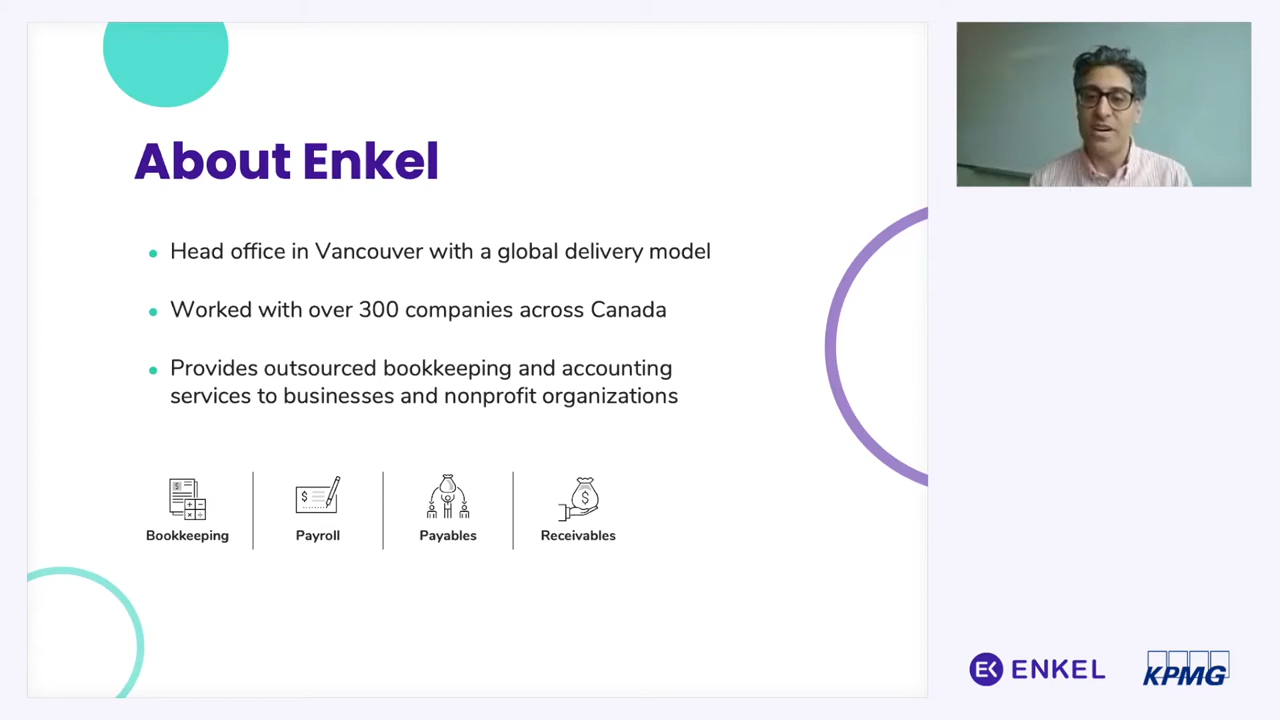 About Enkel
Head office in Vancouver with a global delivery model
Worked with over 300 companies across Canada
Provides outsourced bookkeeping and accounting
services to businesses and nonprofit organizations
Bookkeeping
Payroll
Payables
Receivables
EK ENKEL
KPMG